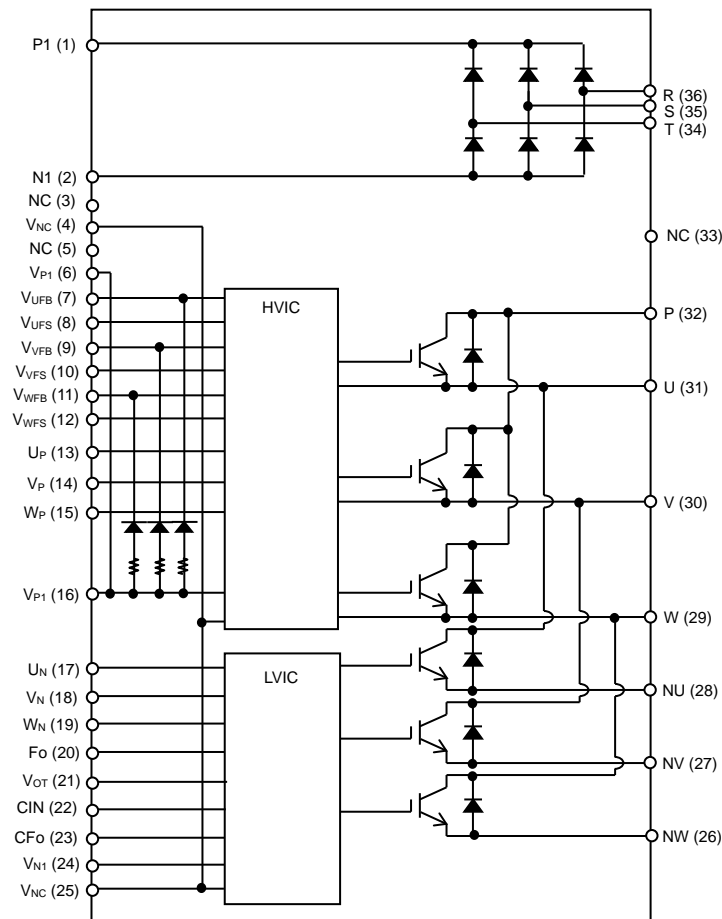 P1 (1)
N1 (2)
NC (3)
VNC (4)
NC (5)
VP1 (6)
VUFB (7)
VUFS (8)
VVFB (9)
VVFS (10)
VWFB (11)
VWFS (12)
UP (13)
VP (14)
WP (15)
VP1 (16)
UN (17)
VN (18)
WN (19)
Fo (20)
VOT (21)
CIN (22)
CFo (23)
VN1 (24)
VNC (25)
HVIC
LVIC
R (36)
S (35)
T (34)
NC (33)
P (32)
U (31)
V (30)
W (29)
NU (28)
NV (27)
NW (26)